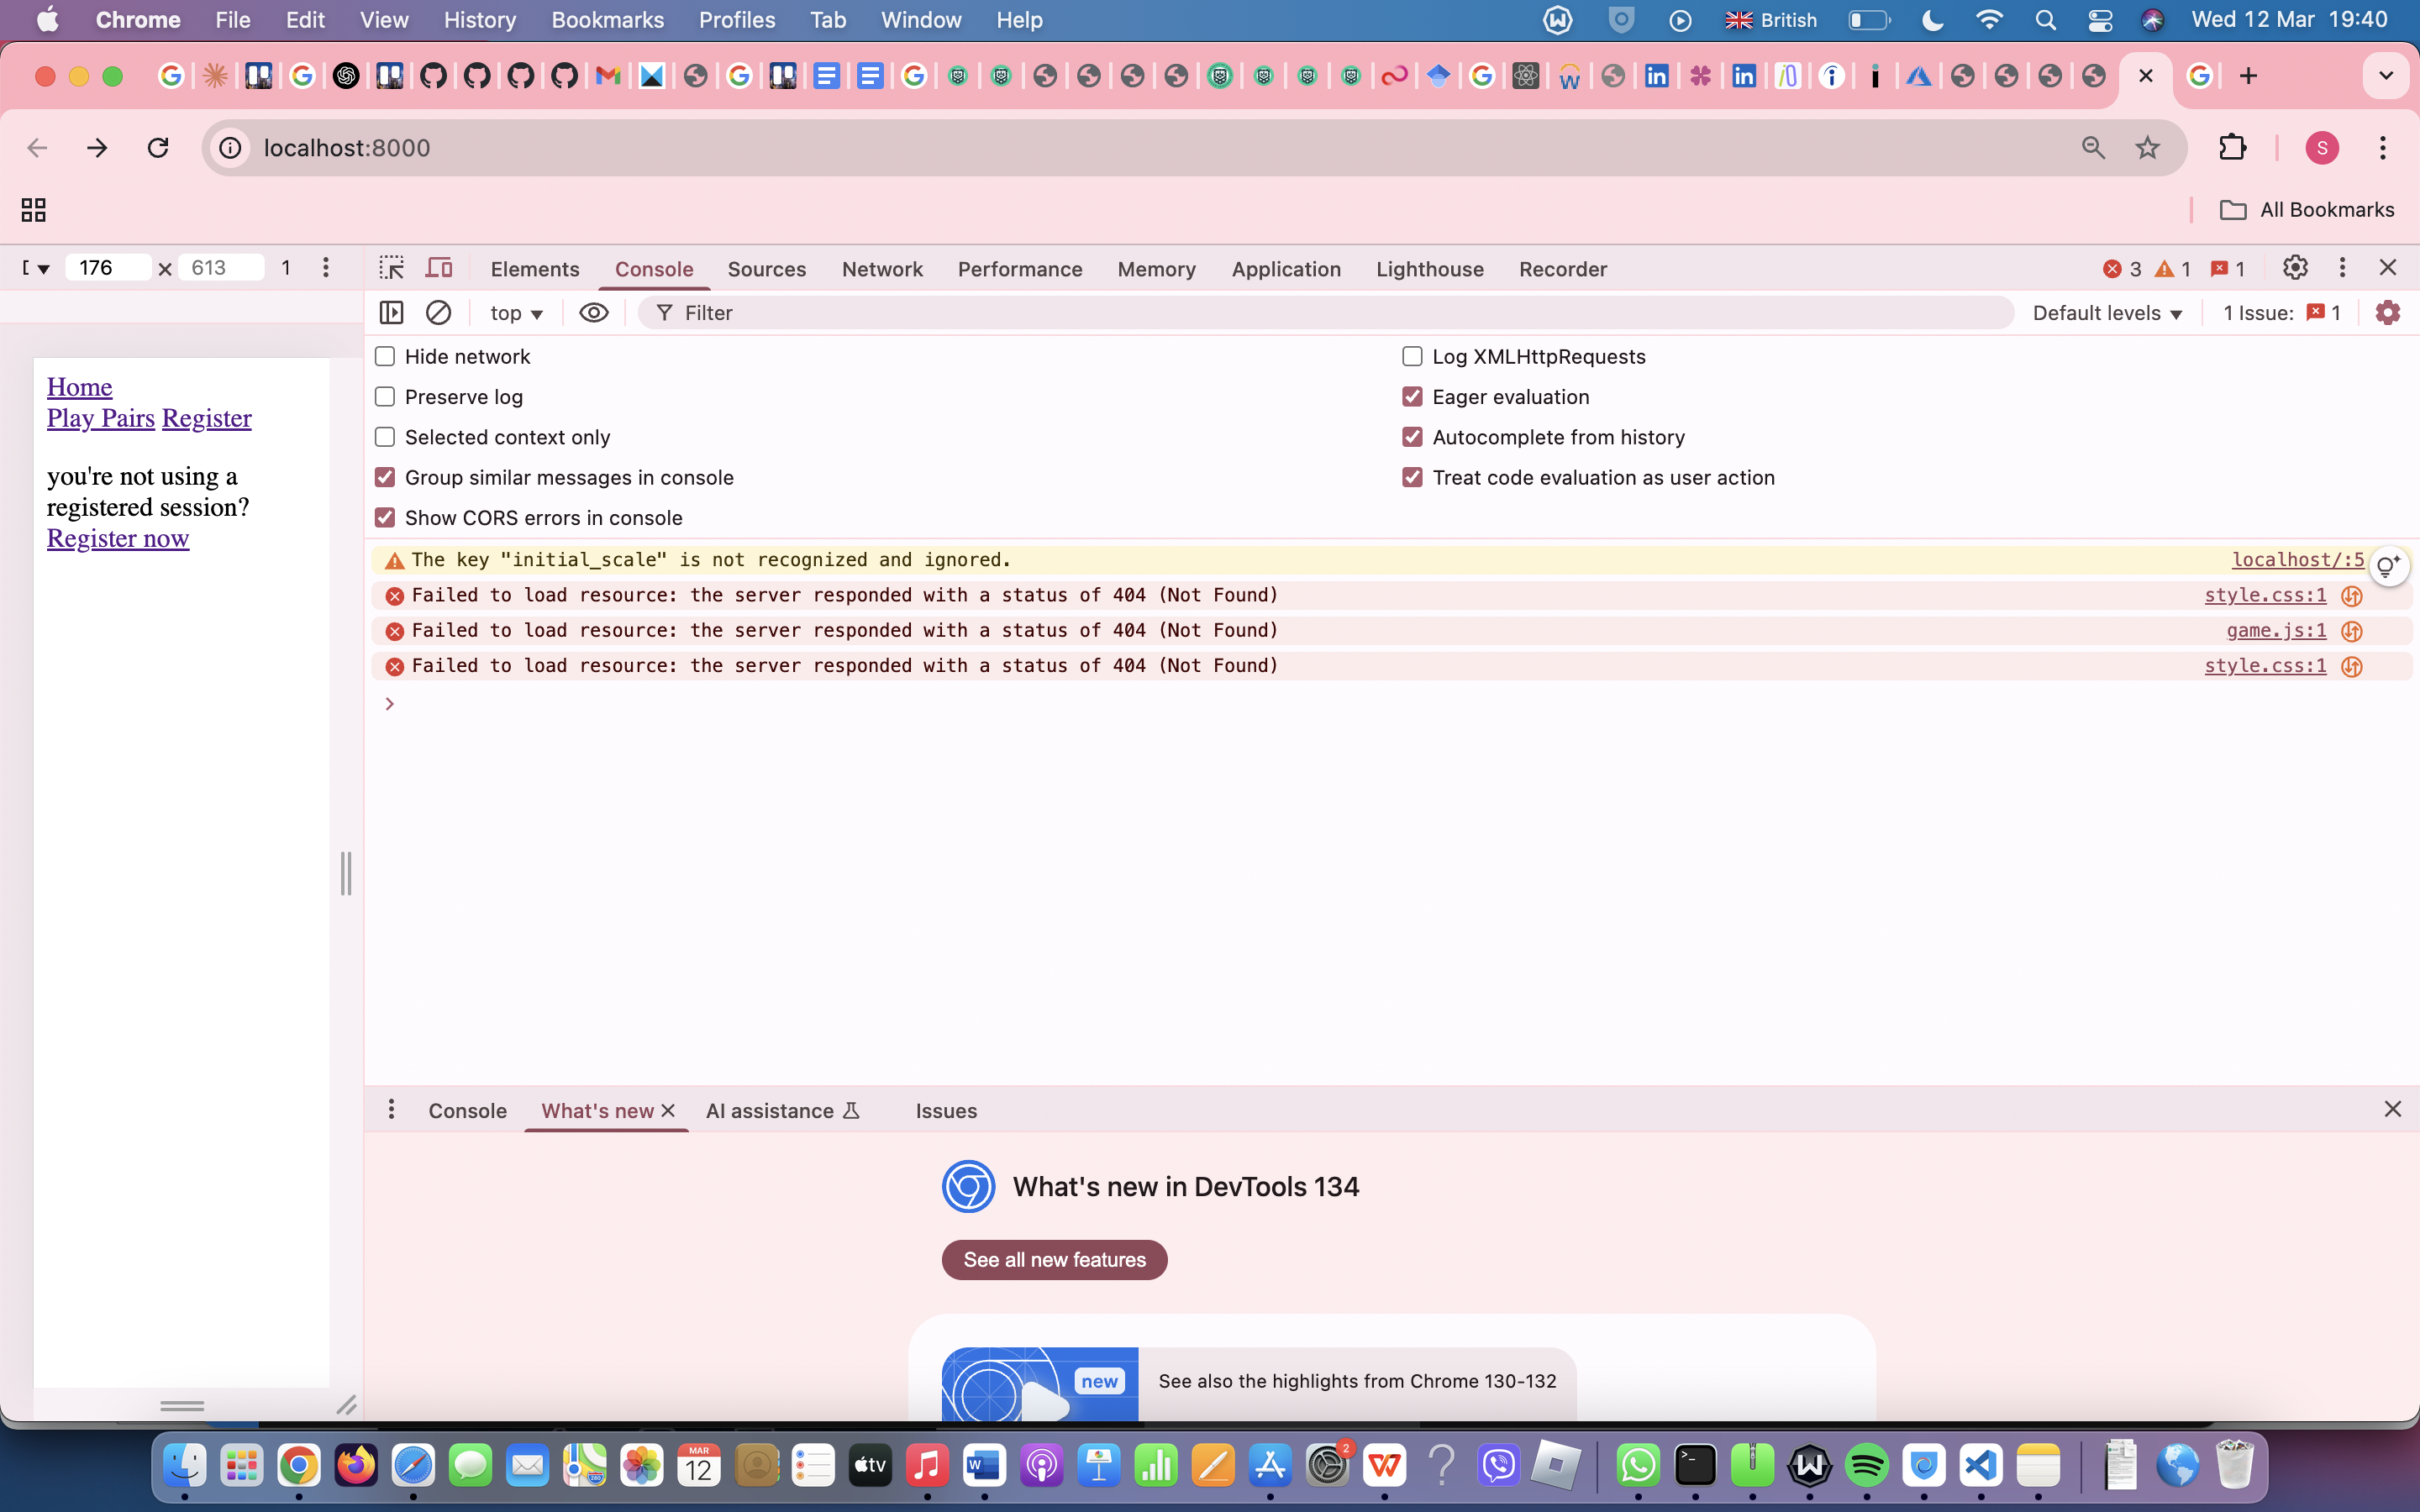 Chrome File Edit View History Bookmarks Profiles Tab Window Help British Wed 12 Mar 19:40
localhost:8000 S
All Bookmarks
176 × 613 1 Elements Console Sources Network Performance Memory Application Lighthouse Recorder 3 1 1
top Filter Default levels 1 Issue: 1
Hide network Log XMLHttpRequests
Preserve log Eager evaluation
Selected context only Autocomplete from history
Group similar messages in console Treat code evaluation as user action
Show CORS errors in console
Home
Play Pairs Register
you're not using a
registered session?
Register now
The key "initial_scale" is not recognized and ignored. localhost/:5
Failed to load resource: the server responded with a status of 404 (Not Found) style.css:1
Failed to load resource: the server responded with a status of 404 (Not Found) game.js:1
Failed to load resource: the server responded with a status of 404 (Not Found) style.css:1
Console What's new AI assistance Issues
What's new in DevTools 134
See all new features
new See also the highlights from Chrome 130-132
MAR
12
tv
2